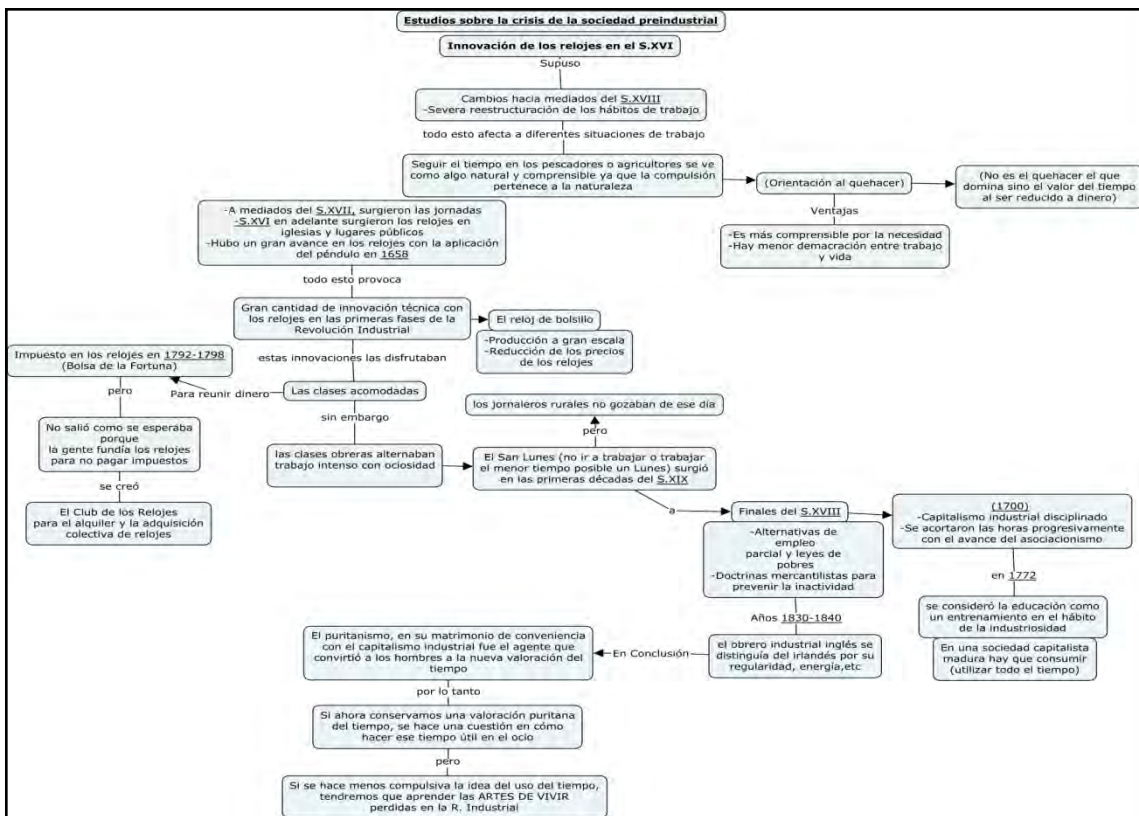 Estudios sobre la crisis de la sociedad preindustrial
Innovación de los relojes en el S.XVI
Supuso
Cambios hacia mediados del S.XVIII
-Severa reestructuración de los hábitos de trabajo
todo esto afecta a diferentes situaciones de trabajo
Seguir el tiempo en los pescadores o agricultores se ve
como algo natural y comprensible ya que la compulsión
pertenece a la naturaleza
(Orientación al quehacer)
(No es el quehacer el que
domina sino el valor del tiempo
al ser reducido a dinero)
Ventajas
-Es más comprensible por la necesidad
-Hay menor demacración entre trabajo
y vida
-A mediados del S.XVII, surgieron las jornadas
-S.XVI en adelante surgieron los relojes en
iglesias y lugares públicos
-Hubo un gran avance en los relojes con la aplicación
del péndulo en 1658
todo esto provoca
Gran cantidad de innovación técnica con
los relojes en las primeras fases de la
Revolución Industrial
El reloj de bolsillo
-Producción a gran escala
-Reducción de los precios
de los relojes
estas innovaciones las disfrutaban
Las clases acomodadas
Para reunir dinero
Impuesto en los relojes en 1792-1798
(Bolsa de la Fortuna)
pero
No salió como se esperaba
porque
la gente fundía los relojes
para no pagar impuestos
se creó
El Club de los Relojes
para el alquiler y la adquisición
colectiva de relojes
sin embargo
las clases obreras alternaban
trabajo intenso con ociosidad
El San Lunes (no ir a trabajar o trabajar
el menor tiempo posible un Lunes) surgió
en las primeras décadas del S.XIX
pero
los jornaleros rurales no gozaban de ese día
a
Finales del S.XVIII
-Alternativas de
empleo
parcial y leyes de
pobres
-Doctrinas mercantilistas para
prevenir la inactividad
(1700)
-Capitalismo industrial disciplinado
-Se acortaron las horas progresivamente
con el avance del asociacionismo
en 1772
se consideró la educación como
un entrenamiento en el hábito
de la industriosidad
En una sociedad capitalista
madura hay que consumir
(utilizar todo el tiempo)
Años 1830-1840
el obrero industrial inglés se
distinguía del irlandés por su
regularidad, energía,etc
En Conclusión
El puritanismo, en su matrimonio de conveniencia
con el capitalismo industrial fue el agente que
convirtió a los hombres a la nueva valoración del
tiempo
por lo tanto
Si ahora conservamos una valoración puritana
del tiempo, se hace una cuestión en cómo
hacer ese tiempo útil en el ocio
pero
Si se hace menos compulsiva la idea del uso del tiempo,
tendremos que aprender las ARTES DE VIVIR
perdidas en la R. Industrial